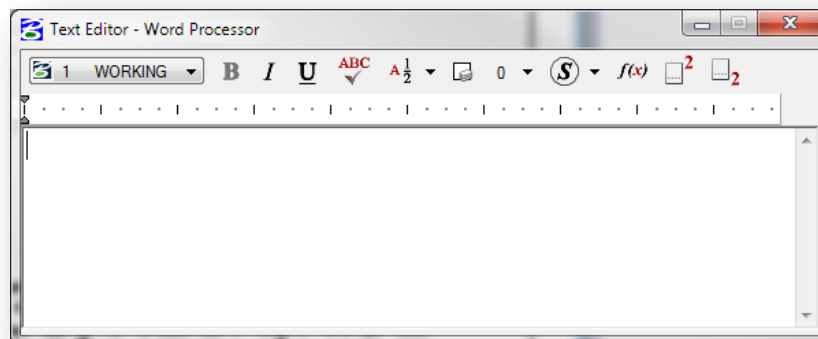 Text Editor - Word Processor
1 WORKING B I U ABC A½ 0 S f(x) 2 2